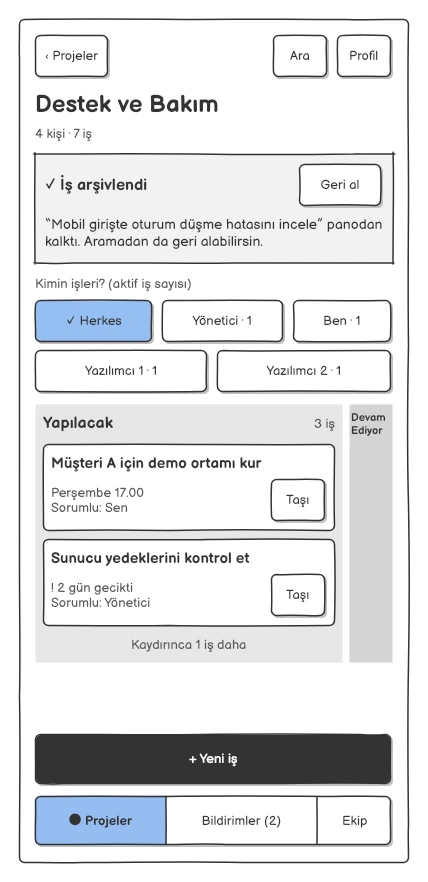 ‹ Projeler
Ara
Profil
Destek ve Bakım
4 kişi · 7 iş
✓ İş arşivlendi
Geri al
“Mobil girişte oturum düşme hatasını incele” panodan
kalktı. Aramadan da geri alabilirsin.
Kimin işleri? (aktif iş sayısı)
✓ Herkes
Yönetici · 1
Ben · 1
Yazılımcı 1 · 1
Yazılımcı 2 · 1
Yapılacak
3 iş
Devam
Ediyor
Müşteri A için demo ortamı kur
Perşembe 17.00
Sorumlu: Sen
Taşı
Sunucu yedeklerini kontrol et
! 2 gün gecikti
Sorumlu: Yönetici
Taşı
Kaydırınca 1 iş daha
+ Yeni iş
● Projeler
Bildirimler (2)
Ekip